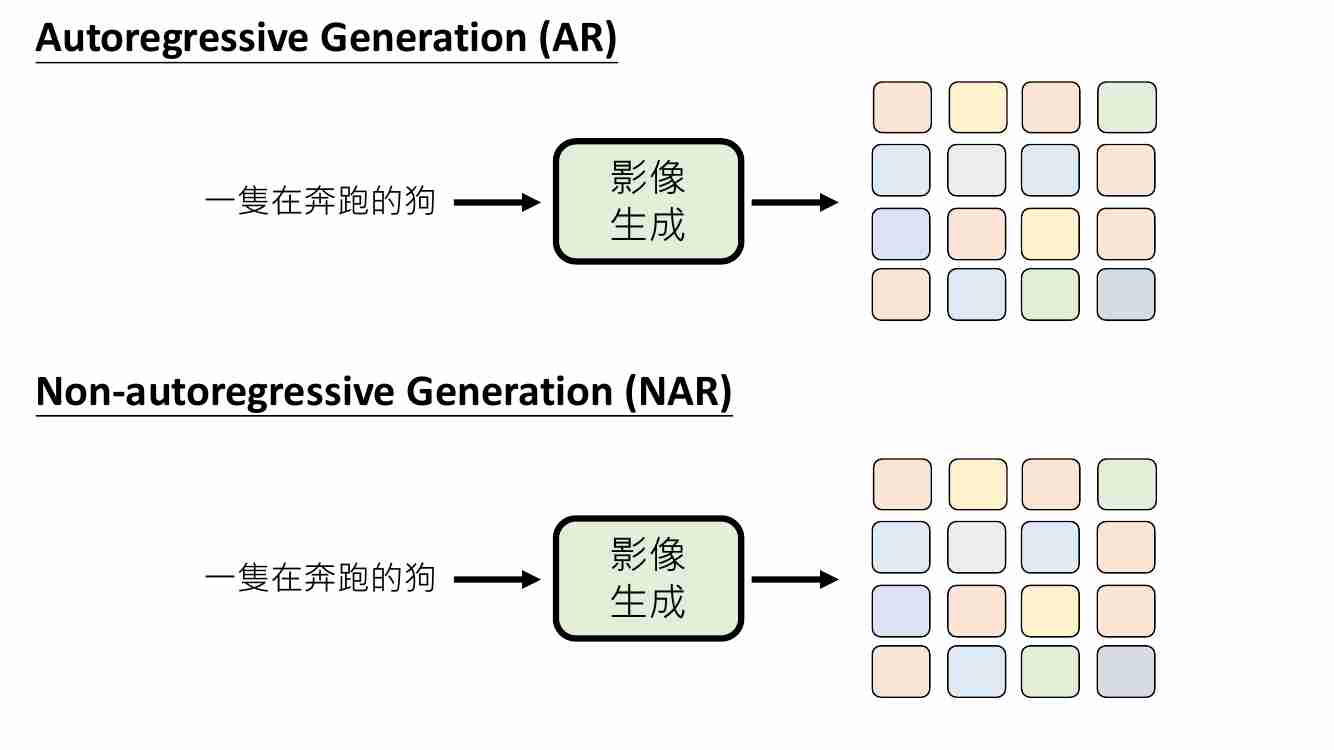 Autoregressive Generation (AR)
一隻在奔跑的狗
影像
生成
Non-autoregressive Generation (NAR)
一隻在奔跑的狗
影像
生成